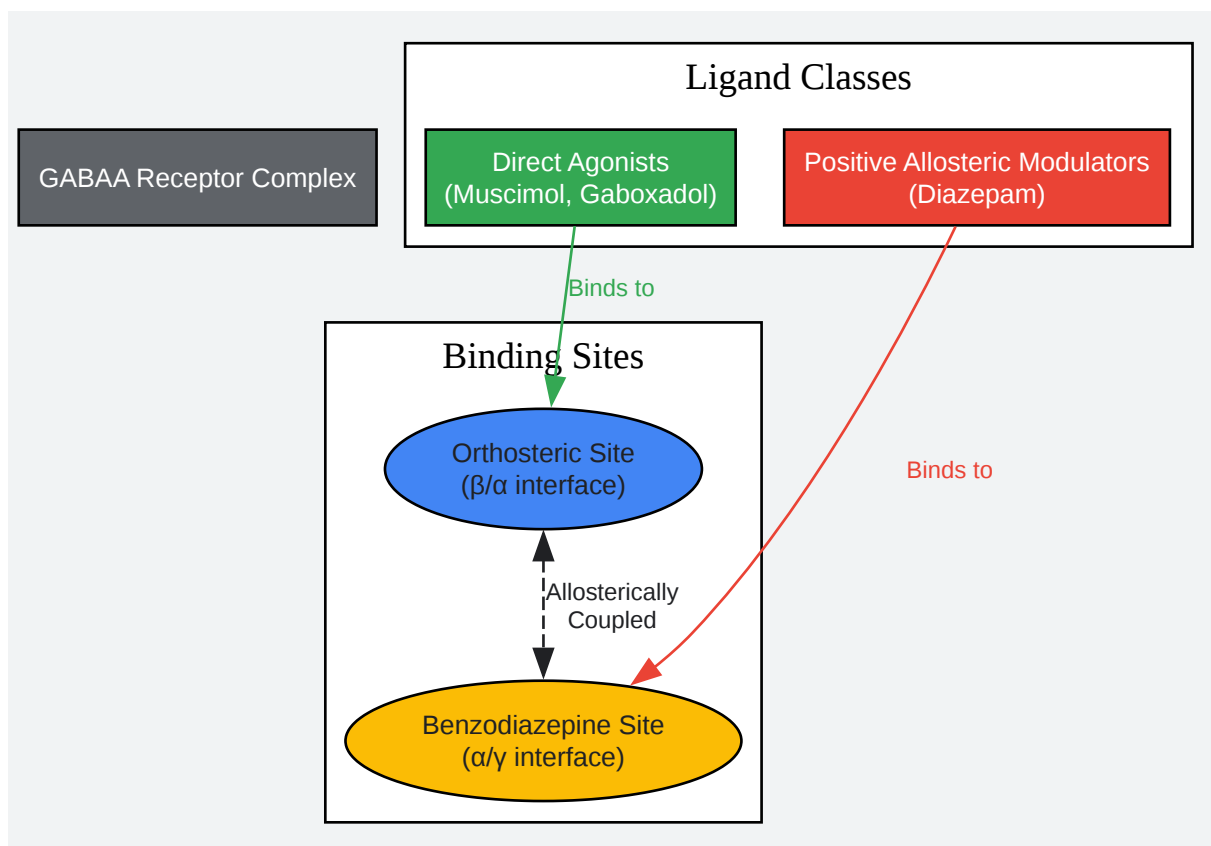 Ligand Classes
GABAA Receptor Complex
Direct Agonists
(Muscimol, Gaboxadol)
Positive Allosteric Modulators
(Diazepam)
Binds to
Binding Sites
Orthosteric Site
(β/α interface)
Binds to
Allosterically
Coupled
Benzodiazepine Site
(α/γ interface)